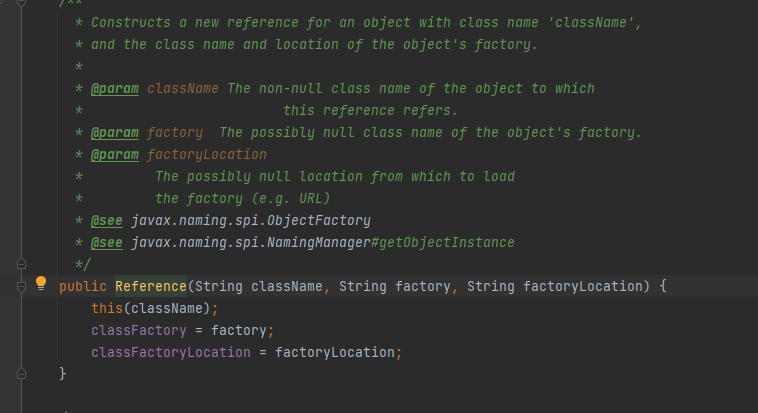 /**
* Constructs a new reference for an object with class name 'className',
* and the class name and location of the object's factory.
*
* @param className The non-null class name of the object to which
* this reference refers.
* @param factory The possibly null class name of the object's factory.
* @param factoryLocation
* The possibly null location from which to load
* the factory (e.g. URL)
* @see javax.naming.spi.ObjectFactory
* @see javax.naming.spi.NamingManager#getObjectInstance
*/
public Reference(String className, String factory, String factoryLocation) {
this(className);
classFactory = factory;
classFactoryLocation = factoryLocation;
}